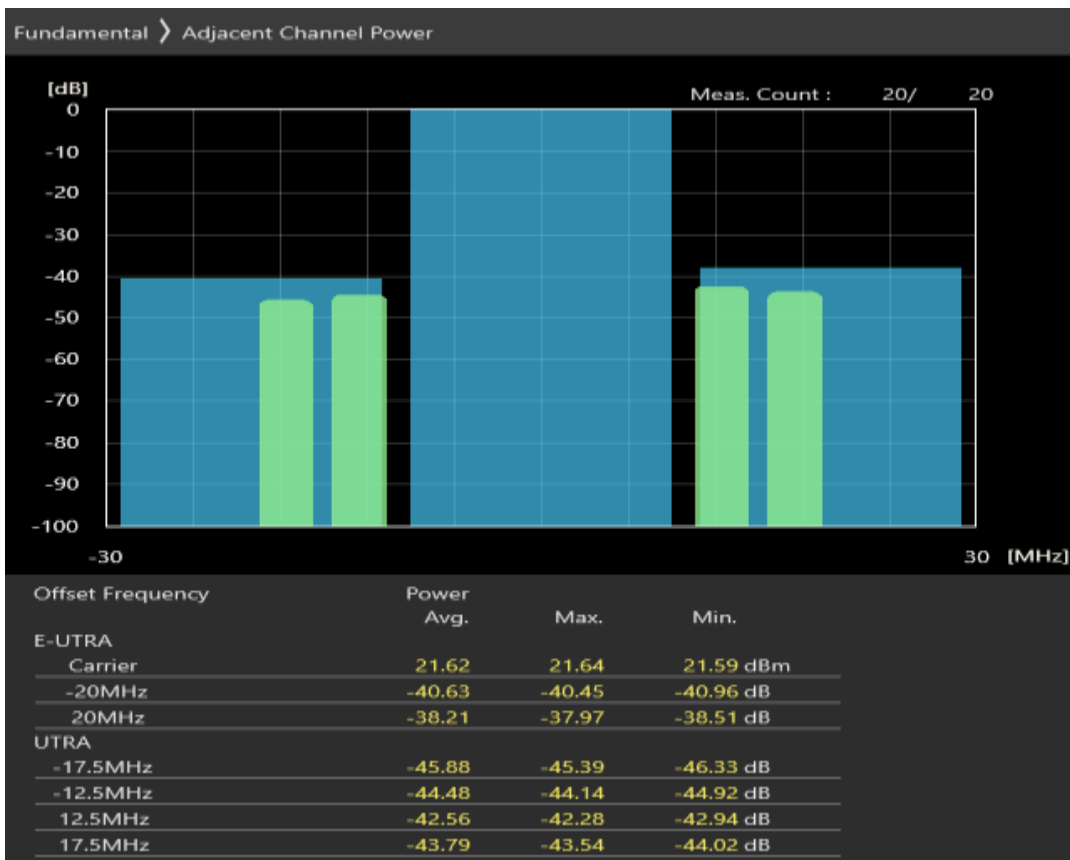 Fundamental 〉 Adjacent Channel Power
[dB]
Meas. Count : 20/ 20
0
-10
-20
-30
-40
-50
-60
-70
-80
-90
-100
-30 30 [MHz]
Offset Frequency Power
Avg. Max. Min.
E-UTRA
Carrier 21.62 21.64 21.59 dBm
-20MHz -40.63 -40.45 -40.96 dB
20MHz -38.21 -37.97 -38.51 dB
UTRA
-17.5MHz -45.88 -45.39 -46.33 dB
-12.5MHz -44.48 -44.14 -44.92 dB
12.5MHz -42.56 -42.28 -42.94 dB
17.5MHz -43.79 -43.54 -44.02 dB